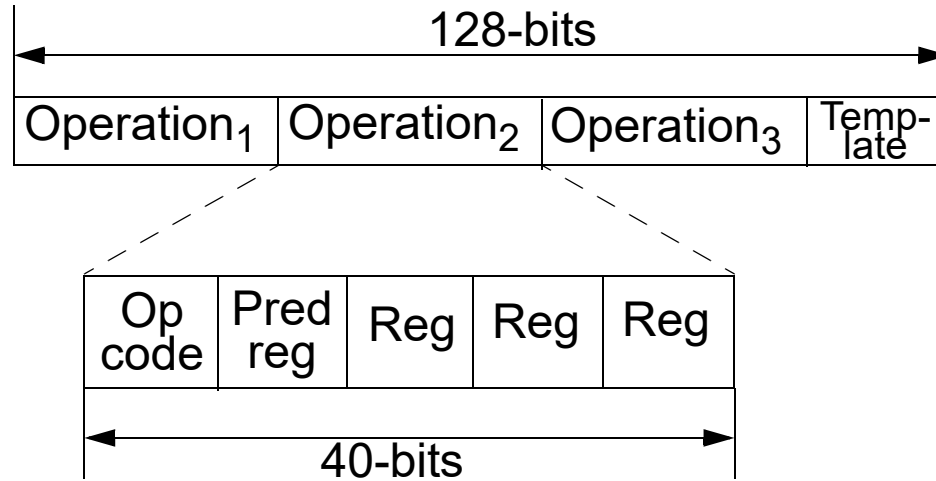 128-bits
Operation₁ Operation₂ Operation₃ Temp-
late
Op Pred Reg Reg Reg
code reg
40-bits